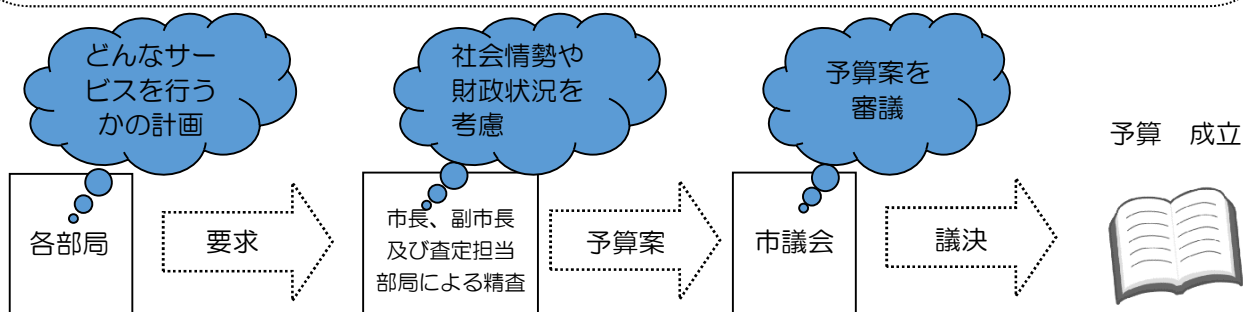 どんなサー
ビスを行う
かの計画
社会情勢や
財政状況を
考慮
予算案を
審議
予算 成立
各部局
要求
市長、副市長
及び査定担当
部局による精査
予算案
市議会
議決